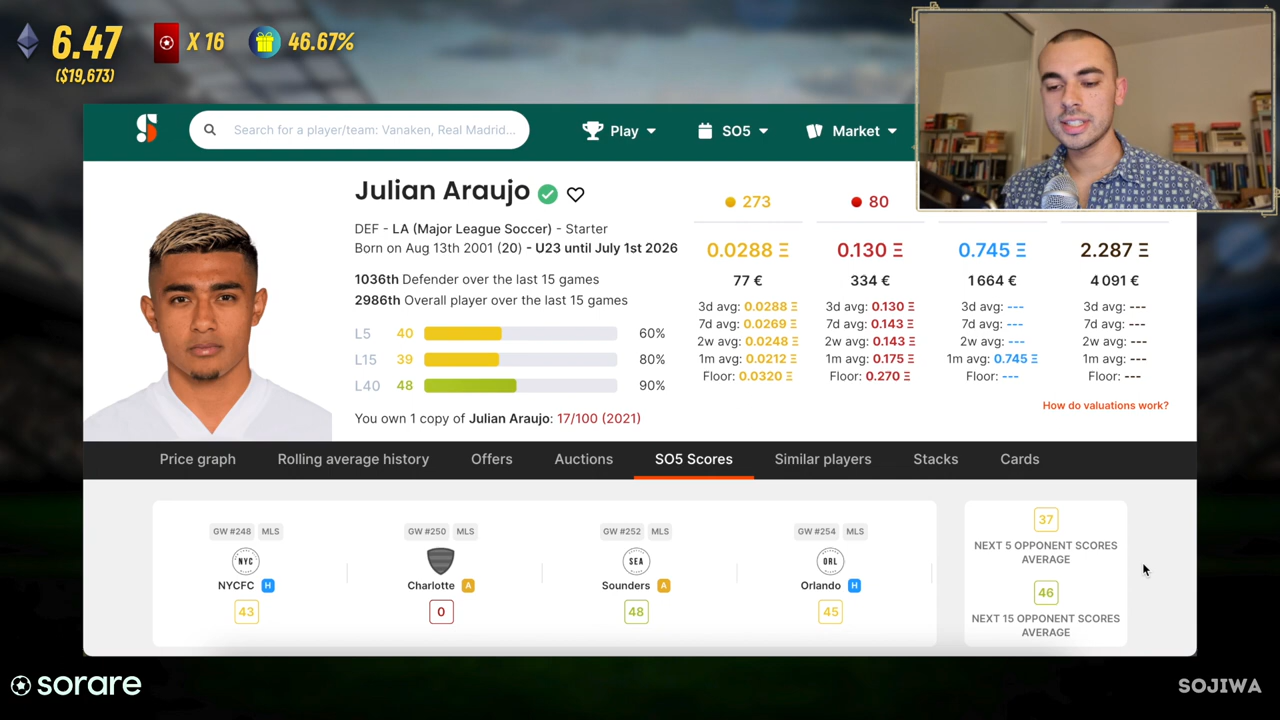 6.47
($19,673)
X 16
46.67%
Search for a player/team: Vanaken, Real Madrid...
Play
SO5
Market
Julian Araujo
DEF - LA (Major League Soccer) - Starter
Born on Aug 13th 2001 (20) - U23 until July 1st 2026
1036th Defender over the last 15 games
2986th Overall player over the last 15 games
L5 40 60%
L15 39 80%
L40 48 90%
You own 1 copy of Julian Araujo: 17/100 (2021)
273
0.0288 Ξ
77 €
3d avg: 0.0288 Ξ
7d avg: 0.0269 Ξ
2w avg: 0.0248 Ξ
1m avg: 0.0212 Ξ
Floor: 0.0320 Ξ
80
0.130 Ξ
334 €
3d avg: 0.130 Ξ
7d avg: 0.143 Ξ
2w avg: 0.143 Ξ
1m avg: 0.175 Ξ
Floor: 0.270 Ξ
0.745 Ξ
1 664 €
3d avg: ---
7d avg: ---
2w avg: ---
1m avg: 0.745 Ξ
Floor: ---
2.287 Ξ
4 091 €
3d avg: ---
7d avg: ---
2w avg: ---
1m avg: ---
Floor: ---
How do valuations work?
Price graph
Rolling average history
Offers
Auctions
SO5 Scores
Similar players
Stacks
Cards
GW #248 MLS
NYC
NYCFC H
43
GW #250 MLS
Charlotte A
0
GW #252 MLS
SEA
Sounders A
48
GW #254 MLS
ORL
Orlando H
45
37
NEXT 5 OPPONENT SCORES
AVERAGE
46
NEXT 15 OPPONENT SCORES
AVERAGE
sorare
SOJIWA